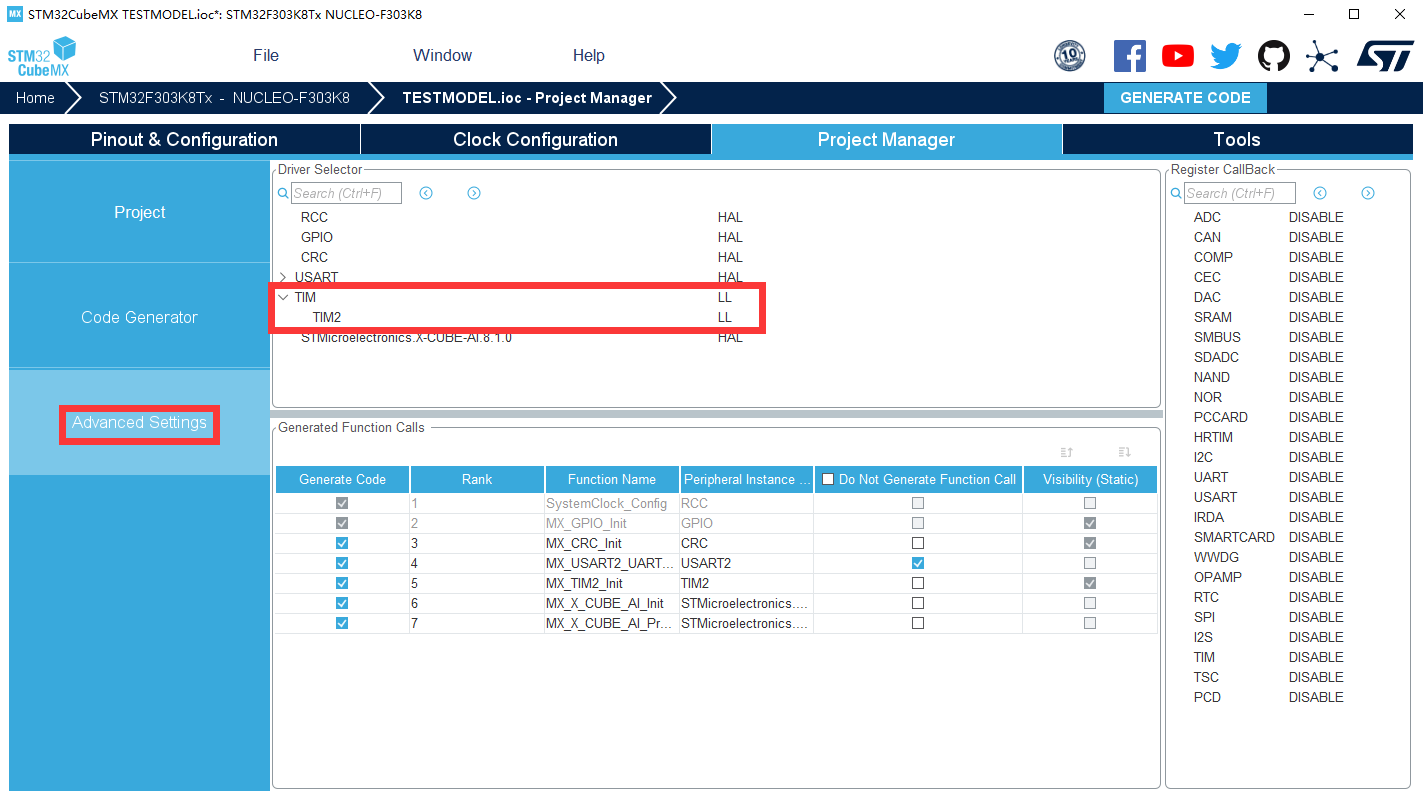 MX STM32CubeMX TESTMODEL.ioc*: STM32F303K8Tx NUCLEO-F303K8
STM32
CubeMX
File Window Help
10
Home STM32F303K8Tx - NUCLEO-F303K8 TESTMODEL.ioc - Project Manager GENERATE CODE
Pinout & Configuration Clock Configuration Project Manager Tools
Project
Code Generator
Advanced Settings
Driver Selector
Search (Ctrl+F)
RCC HAL
GPIO HAL
CRC HAL
USART HAL
TIM LL
TIM2 LL
STMicroelectronics.X-CUBE-AI.8.1.0 HAL
Generated Function Calls
Generate Code Rank Function Name Peripheral Instance ... Do Not Generate Function Call Visibility (Static)
1 SystemClock_Config RCC
2 MX_GPIO_Init GPIO
3 MX_CRC_Init CRC
4 MX_USART2_UART... USART2
5 MX_TIM2_Init TIM2
6 MX_X_CUBE_AI_Init STMicroelectronics....
7 MX_X_CUBE_AI_Pr... STMicroelectronics....
Register CallBack
Search (Ctrl+F)
ADC DISABLE
CAN DISABLE
COMP DISABLE
CEC DISABLE
DAC DISABLE
SRAM DISABLE
SMBUS DISABLE
SDADC DISABLE
NAND DISABLE
NOR DISABLE
PCCARD DISABLE
HRTIM DISABLE
I2C DISABLE
UART DISABLE
USART DISABLE
IRDA DISABLE
SMARTCARD DISABLE
WWDG DISABLE
OPAMP DISABLE
RTC DISABLE
SPI DISABLE
I2S DISABLE
TIM DISABLE
TSC DISABLE
PCD DISABLE